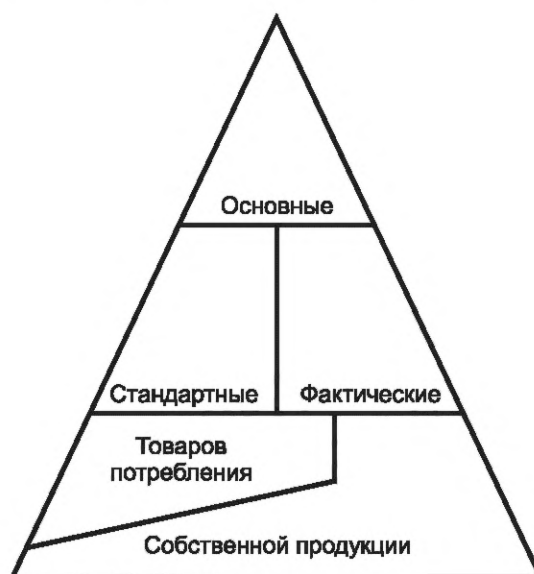 Основные
Стандартные
Фактические
Товаров
потребления
Собственной продукции